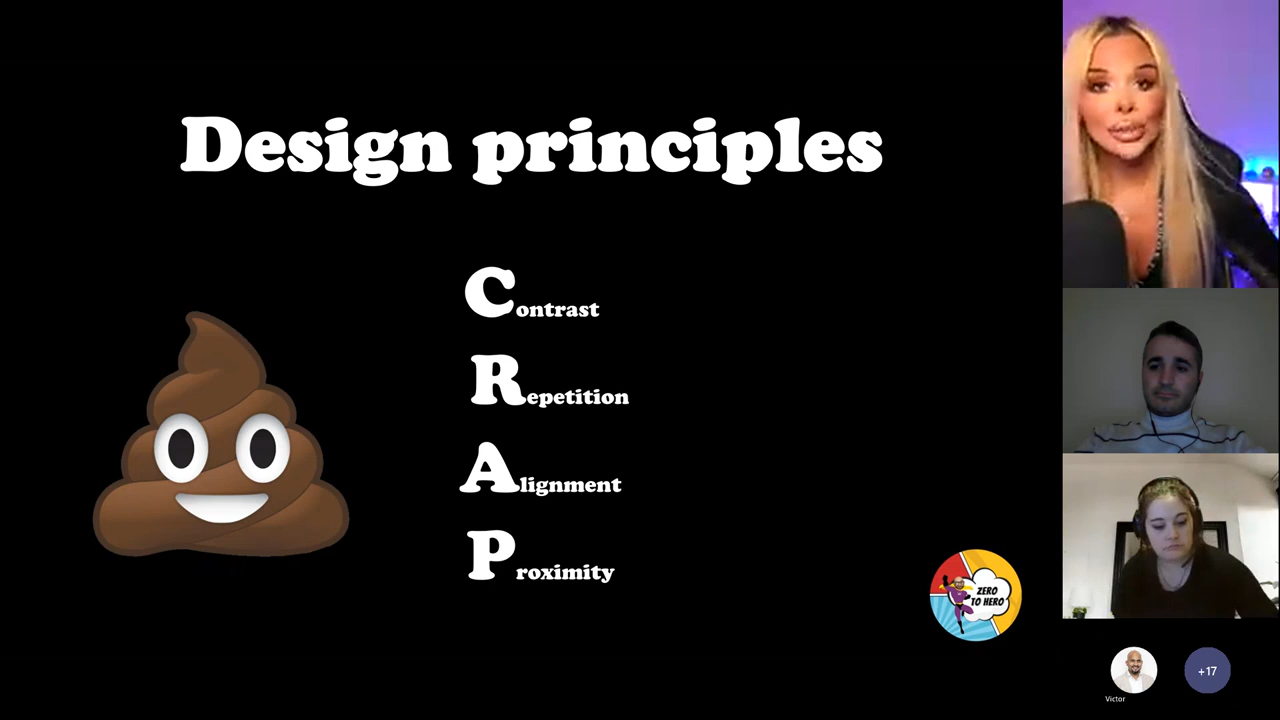 Design principles
Contrast
Repetition
Alignment
Proximity
ZERO
TO HERO
Victor
+17